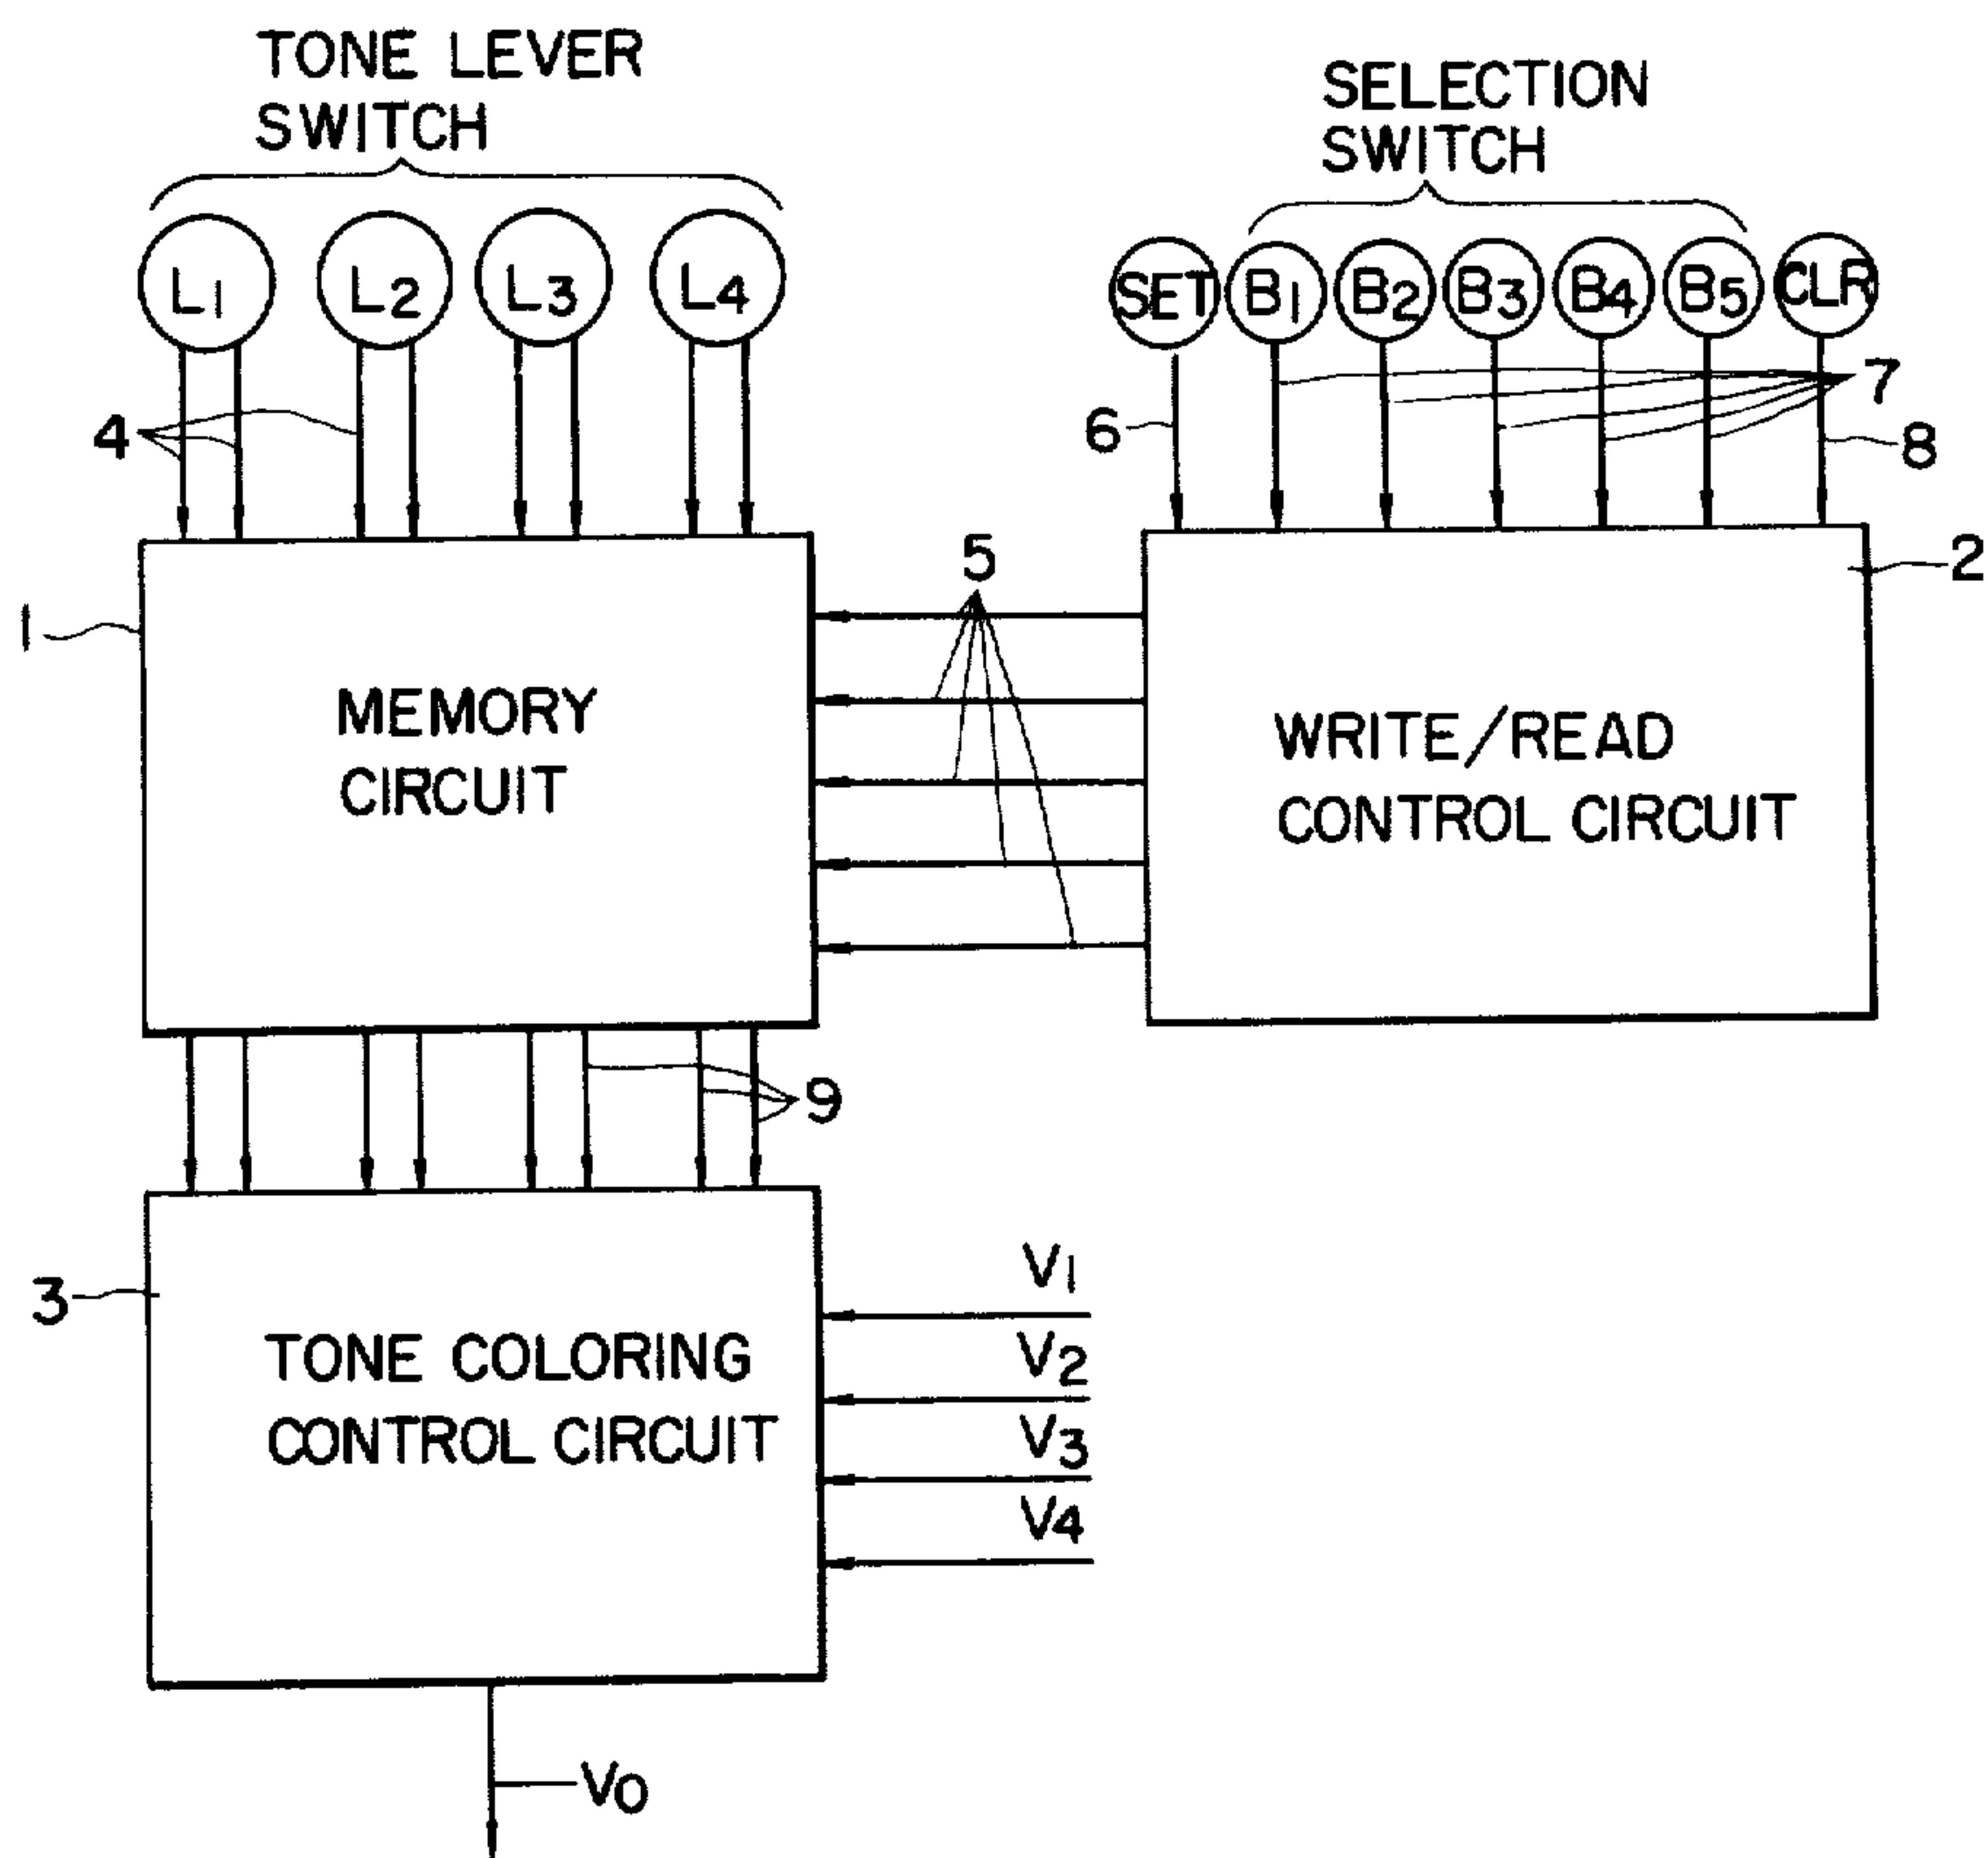 TONE LEVER
SWITCH
SELECTION
SWITCH
L1 L2 L3 L4
SET B1 B2 B3 B4 B5 CLR
4
6
7
8
5
1
2
MEMORY
CIRCUIT
WRITE/READ
CONTROL CIRCUIT
9
3
TONE COLORING
CONTROL CIRCUIT
V1
V2
V3
V4
VO